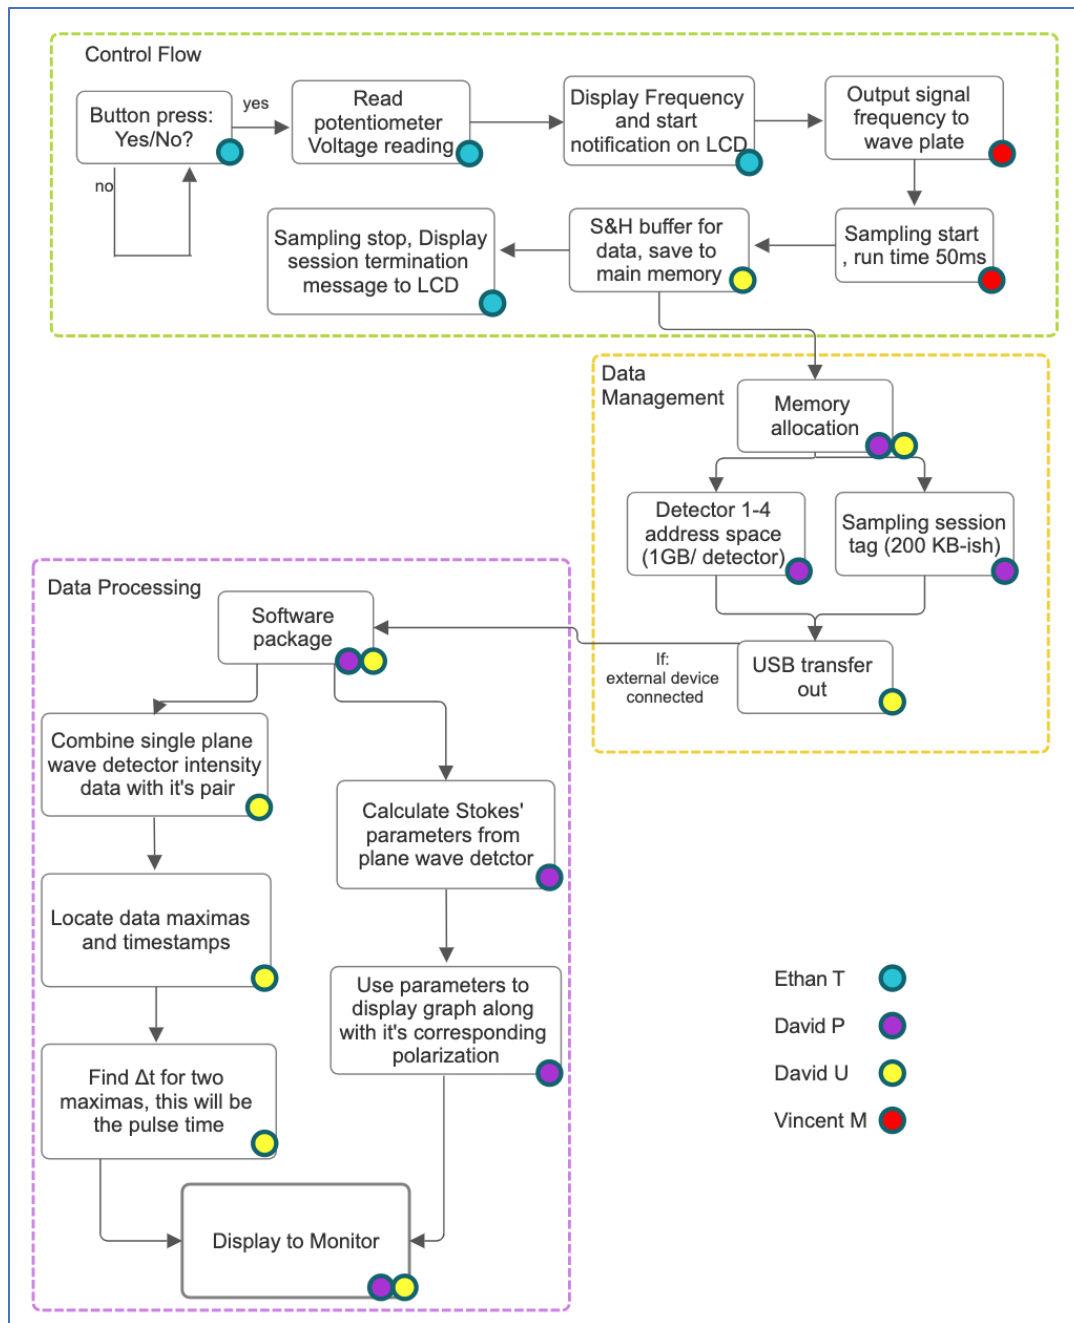 Control Flow
Button press:
Yes/No?
yes
no
Read
potentiometer
Voltage reading
Display Frequency
and start
notification on LCD
Output signal
frequency to
wave plate
Sampling stop, Display
session termination
message to LCD
S&H buffer for
data, save to
main memory
Sampling start
, run time 50ms
Data
Management
Memory
allocation
Detector 1-4
address space
(1GB/ detector)
Sampling session
tag (200 KB-ish)
If:
external device
connected
USB transfer
out
Data Processing
Software
package
Combine single plane
wave detector intensity
data with it's pair
Calculate Stokes'
parameters from
plane wave detctor
Locate data maximas
and timestamps
Use parameters to
display graph along
with it's corresponding
polarization
Find Δt for two
maximas, this will be
the pulse time
Display to Monitor
Ethan T
David P
David U
Vincent M